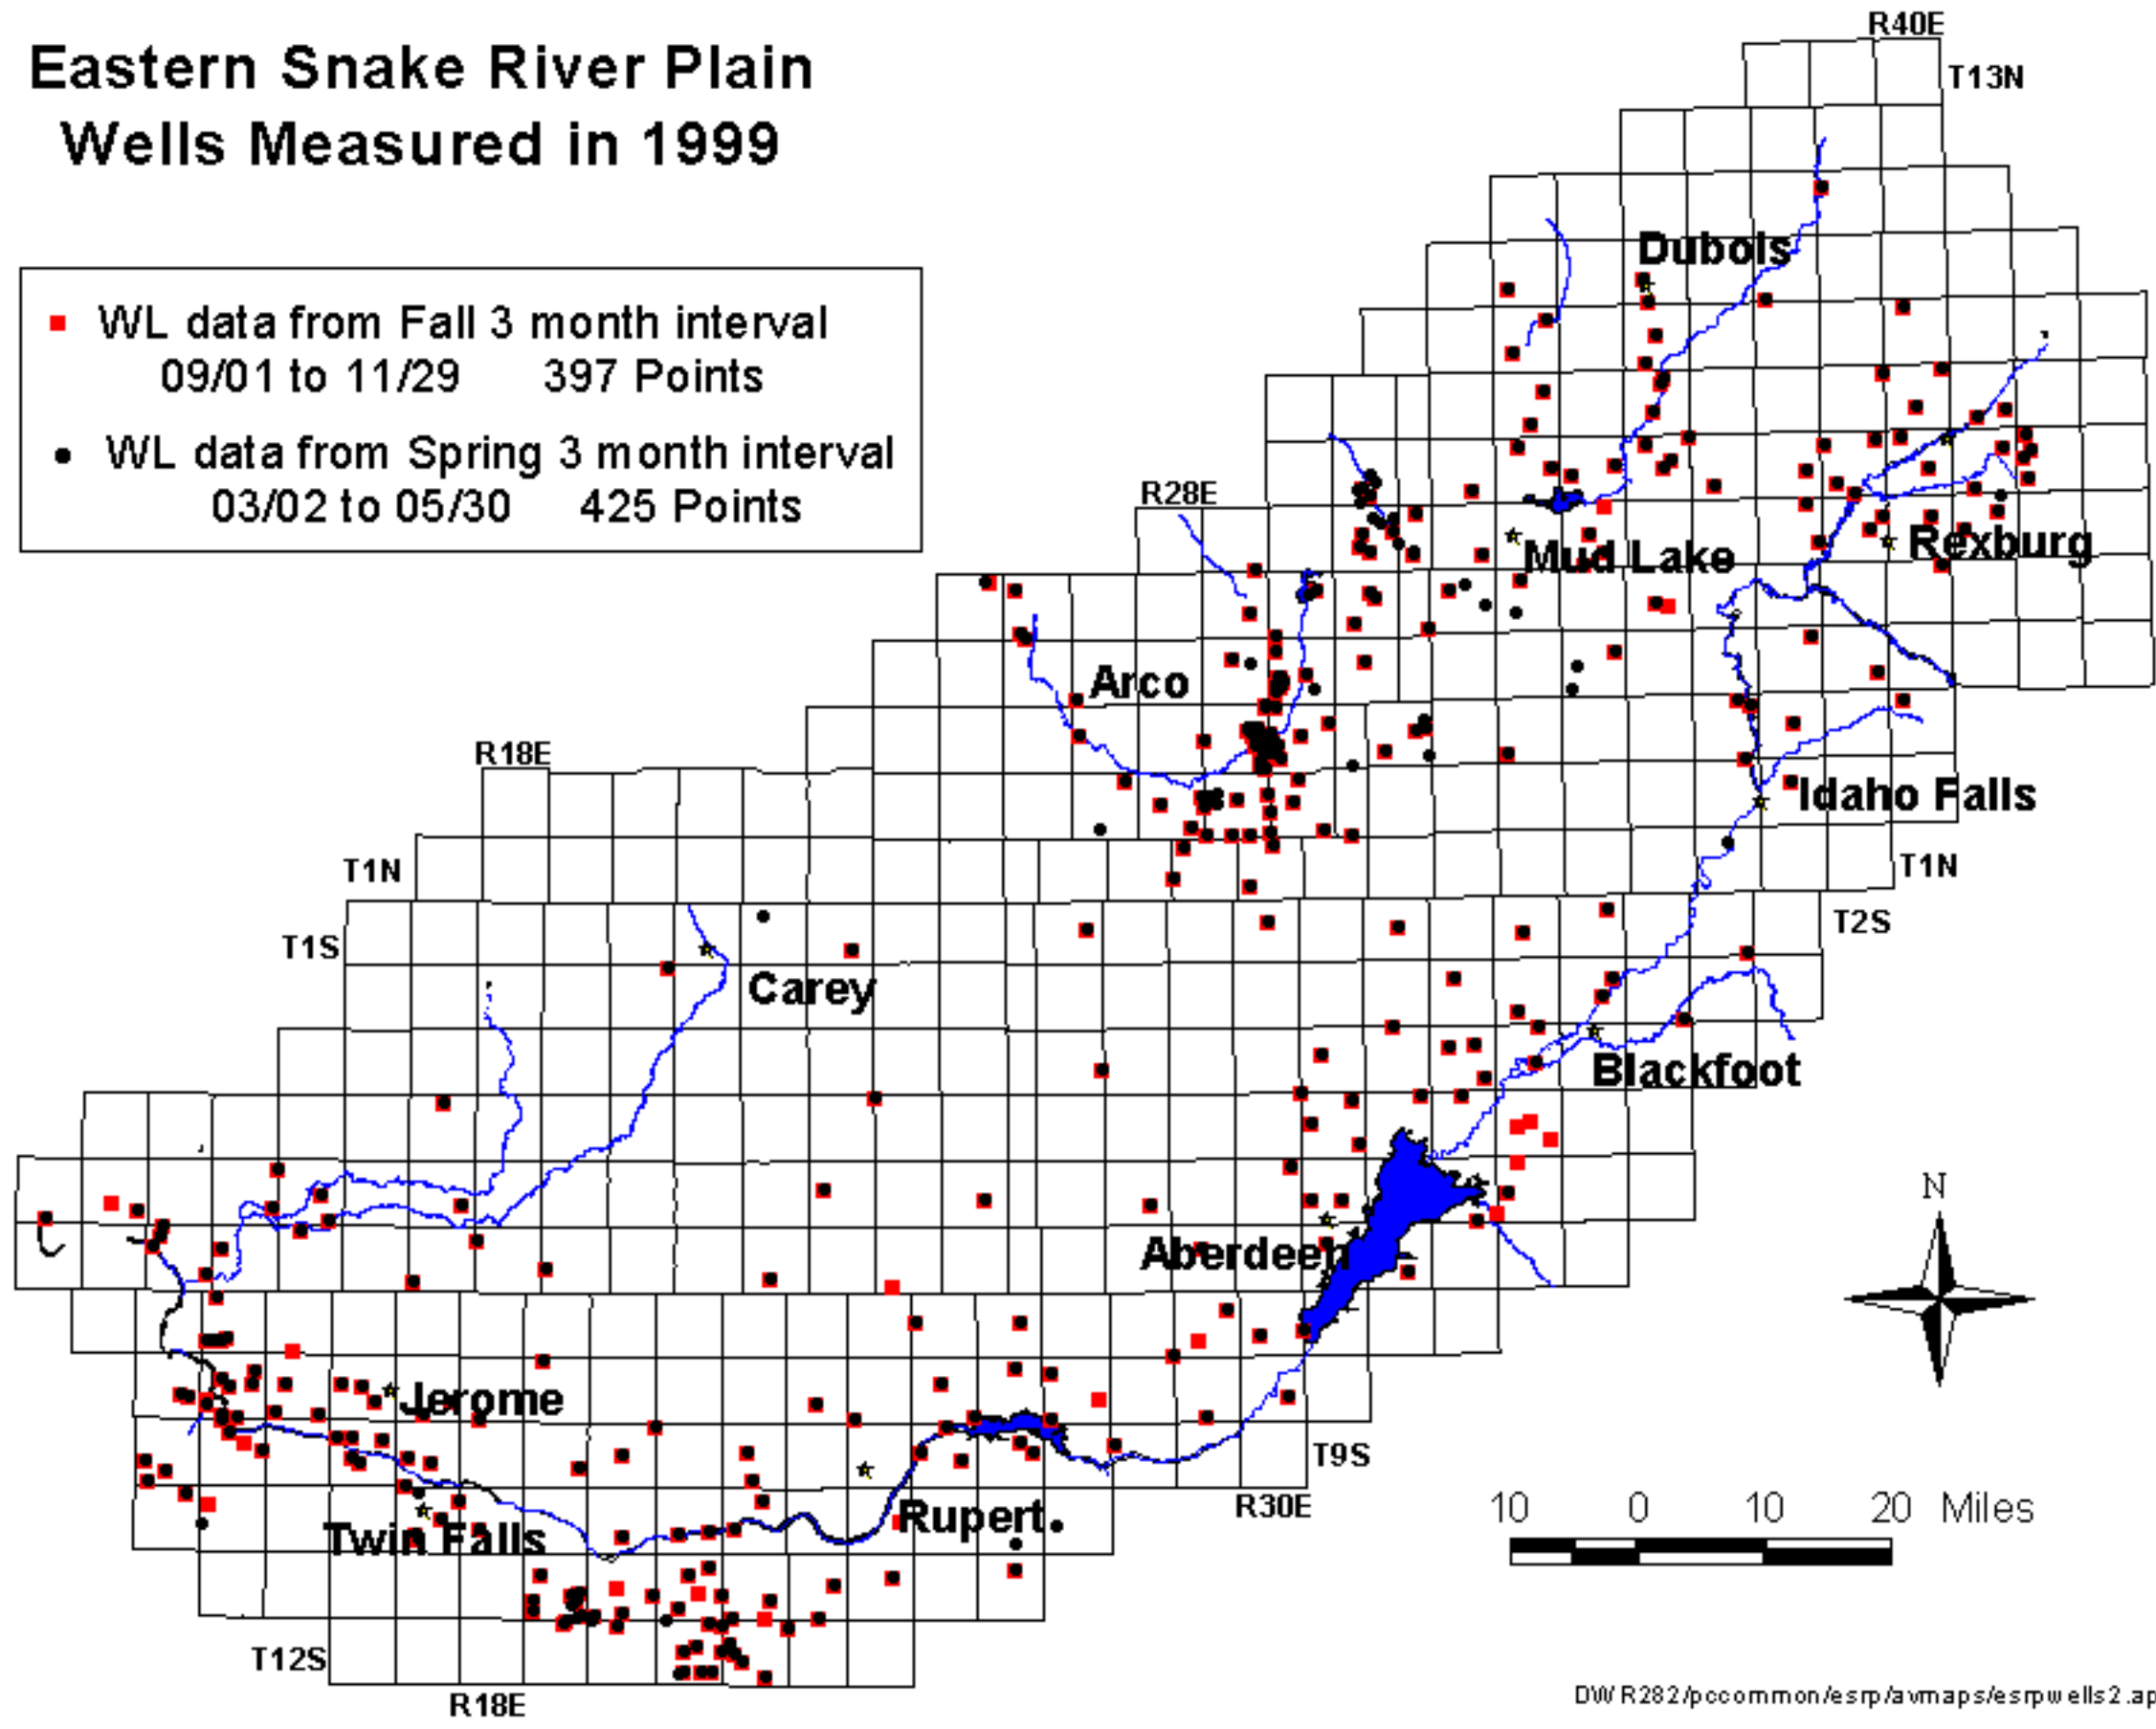 Eastern Snake River Plain
Wells Measured in 1999
WL data from Fall 3 month interval
09/01 to 11/29 397 Points
WL data from Spring 3 month interval
03/02 to 05/30 425 Points
R40E
T13N
Dubois
R28E
Mud Lake
Rexburg
Arco
R18E
Idaho Falls
T1N
T1N
T1S
T2S
Carey
Blackfoot
N
Aberdeen
Jerome
T9S
R30E
Rupert
Twin Falls
10 0 10 20 Miles
T12S
R18E
DWR282/pccommon/esrp/avmaps/esrpwells2.ap